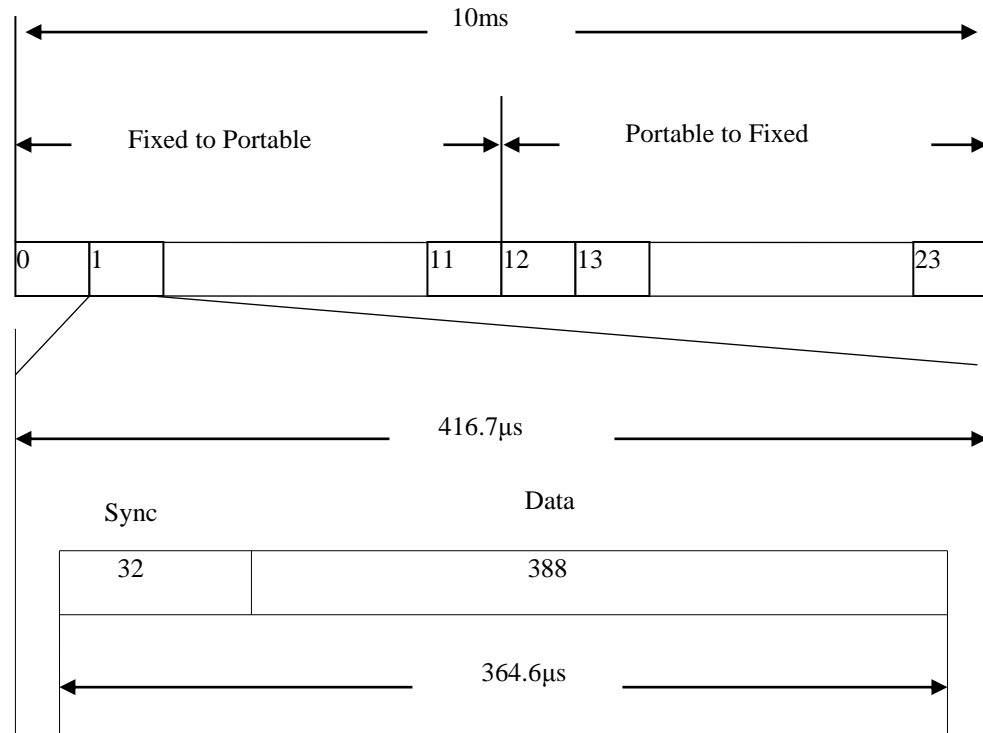 10ms
Fixed to Portable
Portable to Fixed
0 1 11 12 13 23
416.7µs
Sync
Data
32 388
364.6µs